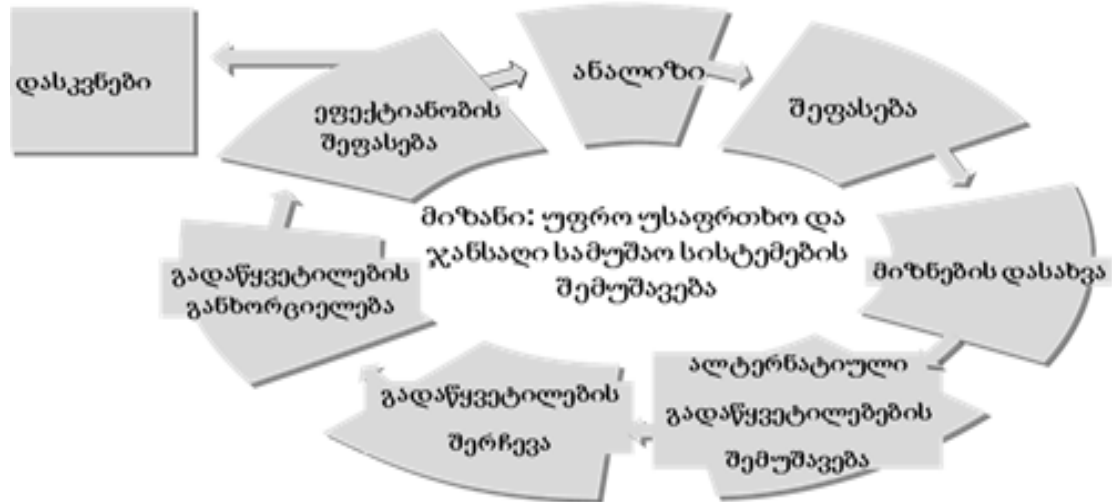 დასკვნები
ეფექტიანობის
შეფასება
ანალიზი
შეფასება
მიზნების დასახვა
ალტერნატიული
გადაწყვეტილებების
შემუშავება
გადაწყვეტილების
შერჩევა
გადაწყვეტილების
განხორციელება
მიზანი: უფრო უსაფრთხო და
ჯანსაღი სამუშაო სისტემების
შემუშავება